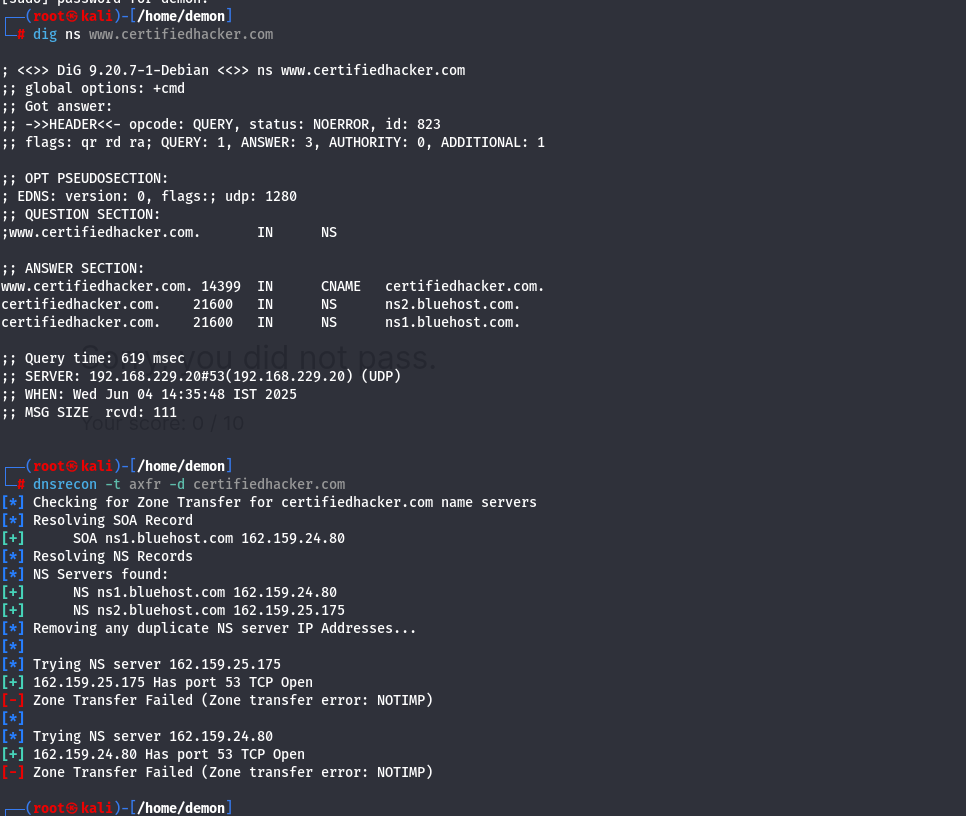 [sudo] password for demon:
┌──(root㉿kali)-[/home/demon]
└─# dig ns www.certifiedhacker.com
; <<>> DiG 9.20.7-1-Debian <<>> ns www.certifiedhacker.com
;; global options: +cmd
;; Got answer:
;; ->>HEADER<<- opcode: QUERY, status: NOERROR, id: 823
;; flags: qr rd ra; QUERY: 1, ANSWER: 3, AUTHORITY: 0, ADDITIONAL: 1
;; OPT PSEUDOSECTION:
; EDNS: version: 0, flags:; udp: 1280
;; QUESTION SECTION:
;www.certifiedhacker.com. IN NS
;; ANSWER SECTION:
www.certifiedhacker.com. 14399 IN CNAME certifiedhacker.com.
certifiedhacker.com. 21600 IN NS ns2.bluehost.com.
certifiedhacker.com. 21600 IN NS ns1.bluehost.com.
Sorry, you did not pass.
;; Query time: 619 msec
;; SERVER: 192.168.229.20#53(192.168.229.20) (UDP)
;; WHEN: Wed Jun 04 14:35:48 IST 2025
;; MSG SIZE  rcvd: 111
Your score: 0 / 10
┌──(root㉿kali)-[/home/demon]
└─# dnsrecon -t axfr -d certifiedhacker.com
[*] Checking for Zone Transfer for certifiedhacker.com name servers
[*] Resolving SOA Record
[+] SOA ns1.bluehost.com 162.159.24.80
[*] Resolving NS Records
[*] NS Servers found:
[+] NS ns1.bluehost.com 162.159.24.80
[+] NS ns2.bluehost.com 162.159.25.175
[*] Removing any duplicate NS server IP Addresses...
[*]
[*] Trying NS server 162.159.25.175
[+] 162.159.25.175 Has port 53 TCP Open
[-] Zone Transfer Failed (Zone transfer error: NOTIMP)
[*]
[*] Trying NS server 162.159.24.80
[+] 162.159.24.80 Has port 53 TCP Open
[-] Zone Transfer Failed (Zone transfer error: NOTIMP)
┌──(root㉿kali)-[/home/demon]